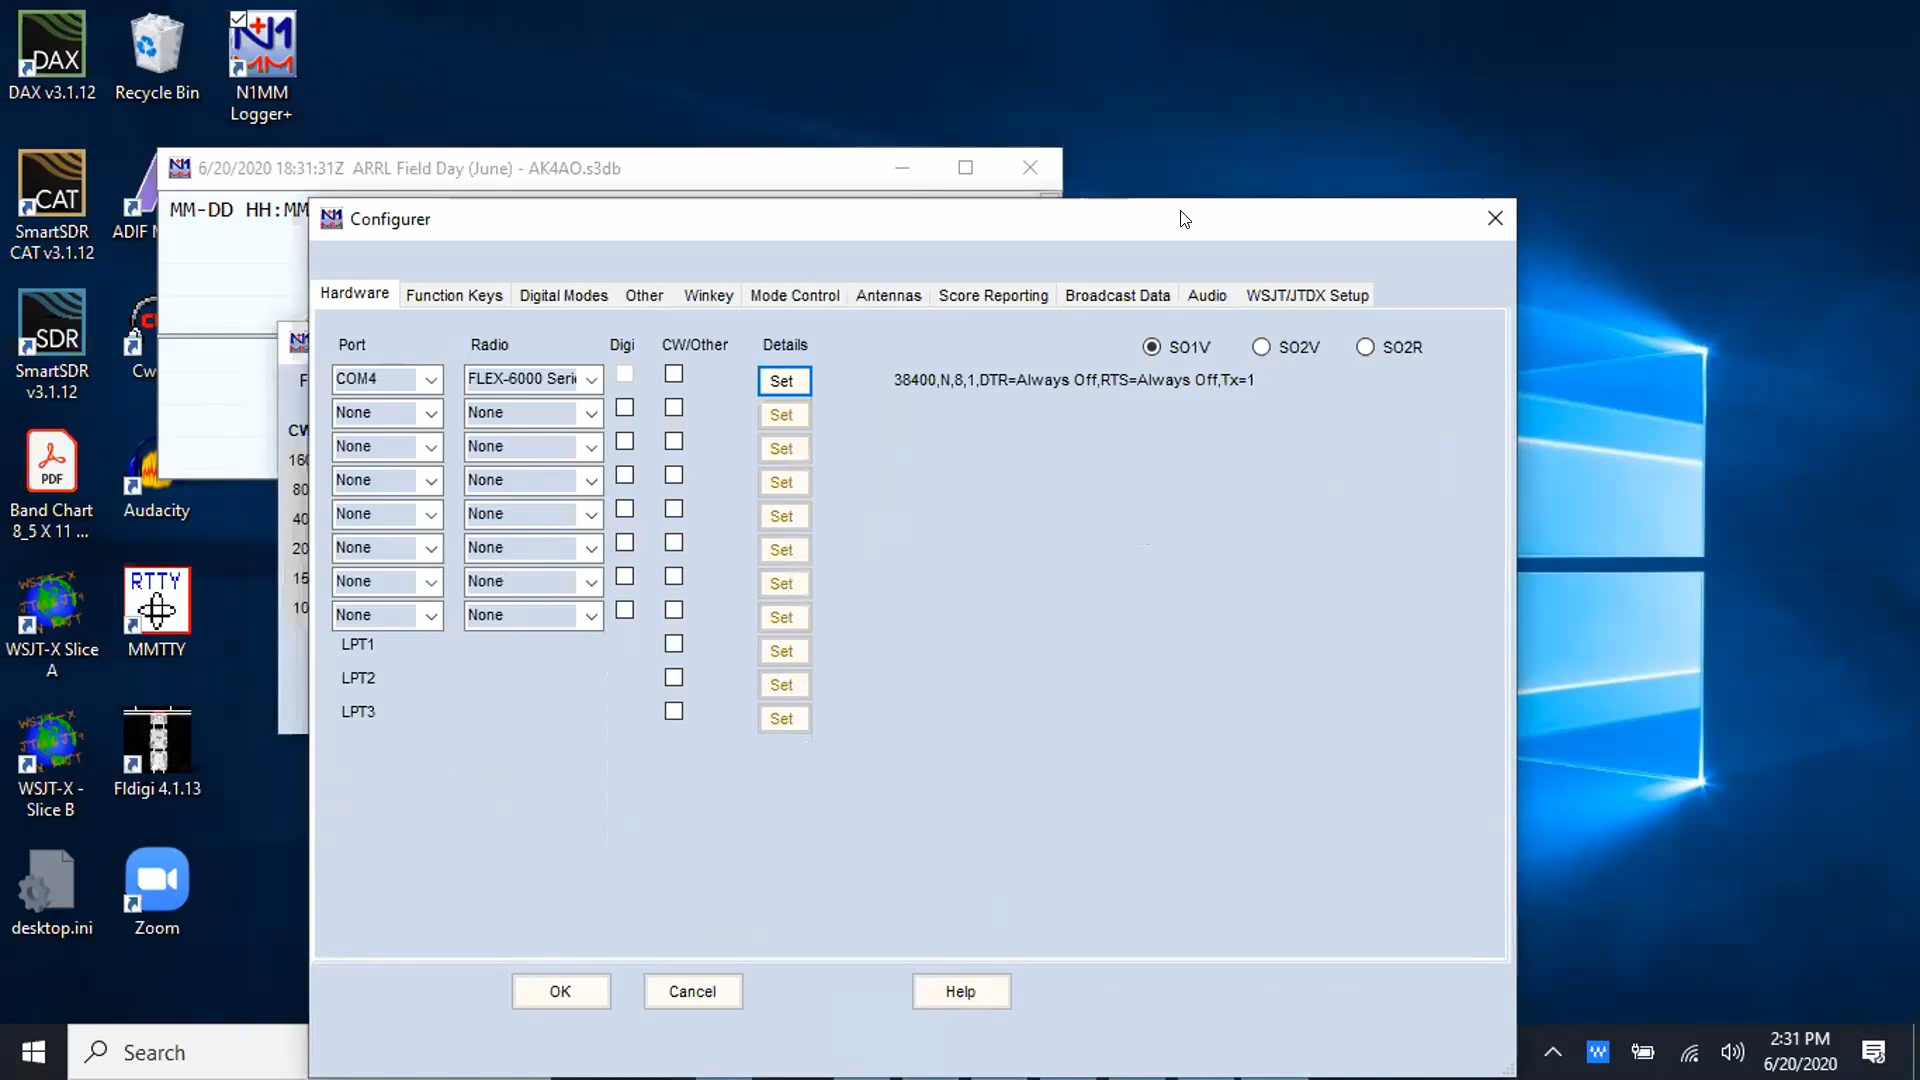 DAX
DAX v3.1.12
Recycle Bin
N1MM
Logger+
CAT
SmartSDR
CAT v3.1.12
ADIF
SDR
SmartSDR
v3.1.12
Cw
PDF
Band Chart
8_5 X 11 ...
Audacity
WSJT-X Slice
A
RTTY
MMTTY
WSJT-X -
Slice B
Fldigi 4.1.13
desktop.ini
Zoom
6/20/2020 18:31:31Z ARRL Field Day (June) - AK4AO.s3db
MM-DD HH:MM
F
CW
160
80
40
20
15
10
Configurer
Hardware Function Keys Digital Modes Other Winkey Mode Control Antennas Score Reporting Broadcast Data Audio WSJT/JTDX Setup
Port Radio Digi CW/Other Details SO1V SO2V SO2R
COM4 FLEX-6000 Seri Set 38400,N,8,1,DTR=Always Off,RTS=Always Off,Tx=1
None None Set
None None Set
None None Set
None None Set
None None Set
None None Set
None None Set
LPT1 Set
LPT2 Set
LPT3 Set
OK Cancel Help
Search
2:31 PM
6/20/2020